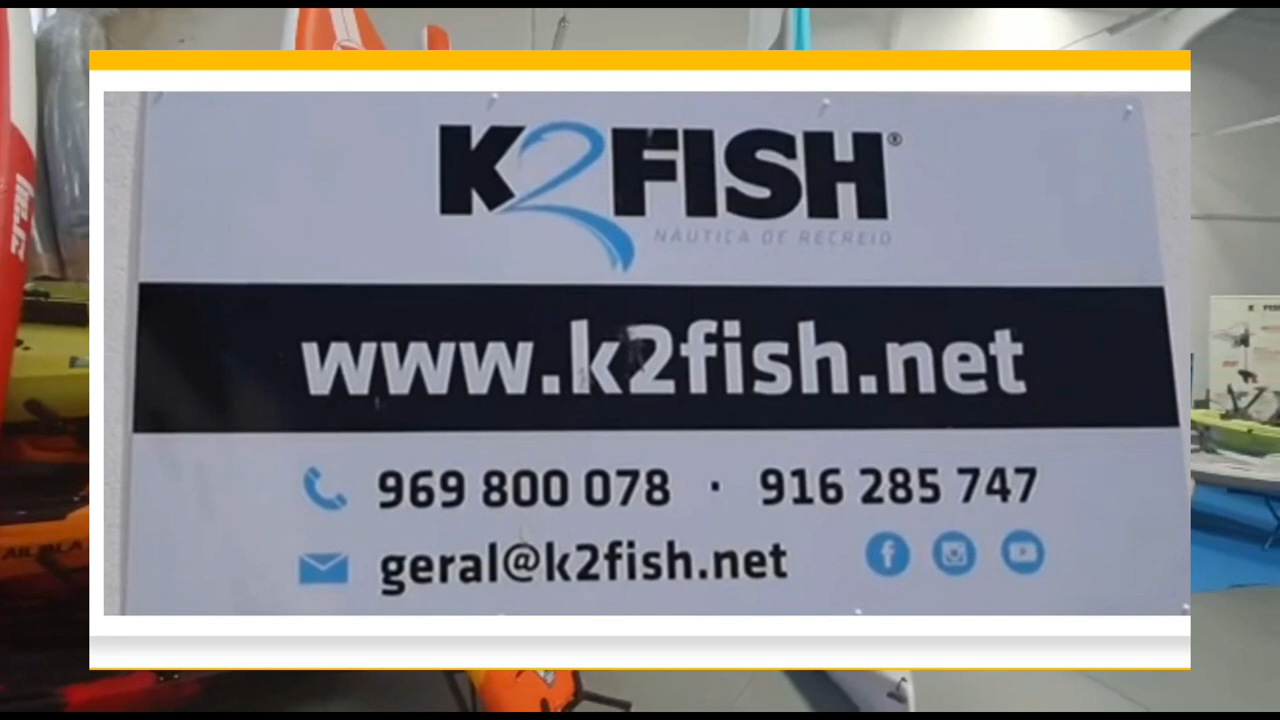 K2FISH®
NÁUTICA DE RECREIO
www.k2fish.net
969 800 078 · 916 285 747
geral@k2fish.net